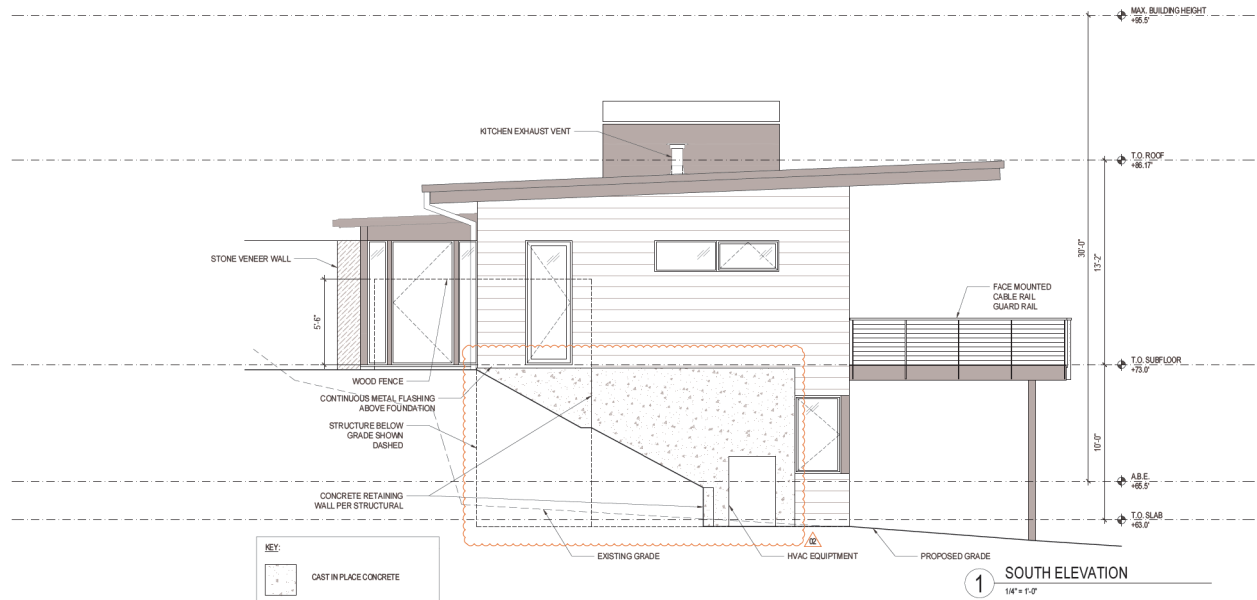 MAX. BUILDING HEIGHT
+95.5'
KITCHEN EXHAUST VENT
T.O. ROOF
+86.17'
STONE VENEER WALL
30'-0"
13'-2"
FACE MOUNTED
CABLE RAIL
GUARD RAIL
5'-6"
T.O. SUBFLOOR
+73.0'
WOOD FENCE
CONTINUOUS METAL FLASHING
ABOVE FOUNDATION
STRUCTURE BELOW
GRADE SHOWN
DASHED
10'-0"
A.B.E.
+65.5'
CONCRETE RETAINING
WALL PER STRUCTURAL
T.O. SLAB
+63.0'
02
EXISTING GRADE
HVAC EQUIPTMENT
PROPOSED GRADE
KEY:
CAST IN PLACE CONCRETE
1
SOUTH ELEVATION
1/4" = 1'-0"